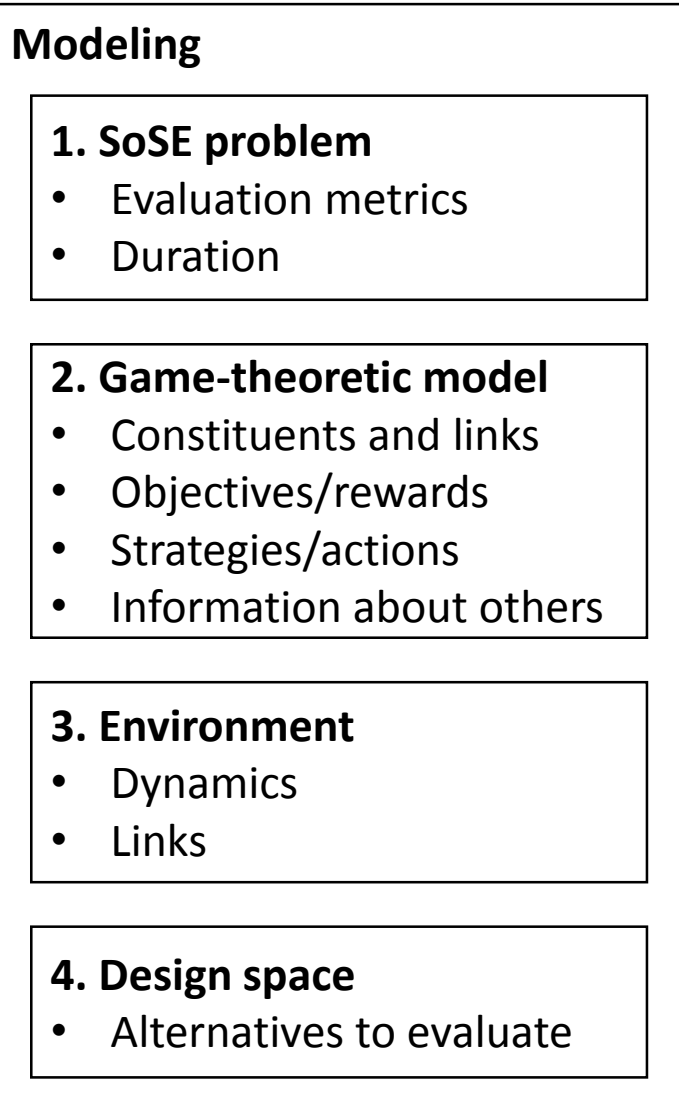 Modeling
1. SoSE problem
• Evaluation metrics
• Duration
2. Game-theoretic model
• Constituents and links
• Objectives/rewards
• Strategies/actions
• Information about others
3. Environment
• Dynamics
• Links
4. Design space
• Alternatives to evaluate